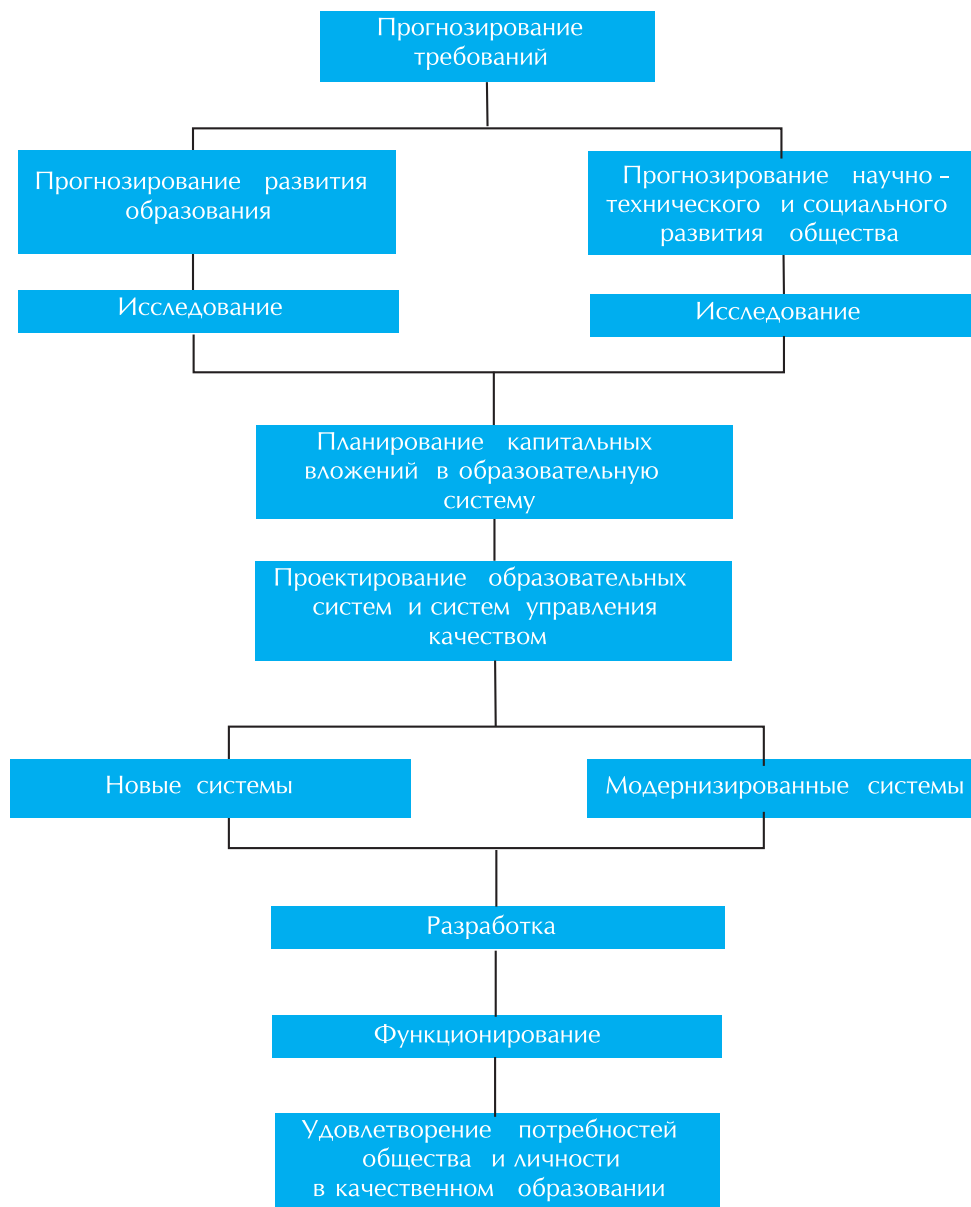 Прогнозирование
требований
Прогнозирование развития
образования
Прогнозирование научно -
технического и социального
развития общества
Исследование
Исследование
Планирование капитальных
вложений в образовательную
систему
Проектирование образовательных
систем и систем управления
качеством
Новые системы
Модернизированные системы
Разработка
Функционирование
Удовлетворение потребностей
общества и личности
в качественном образовании